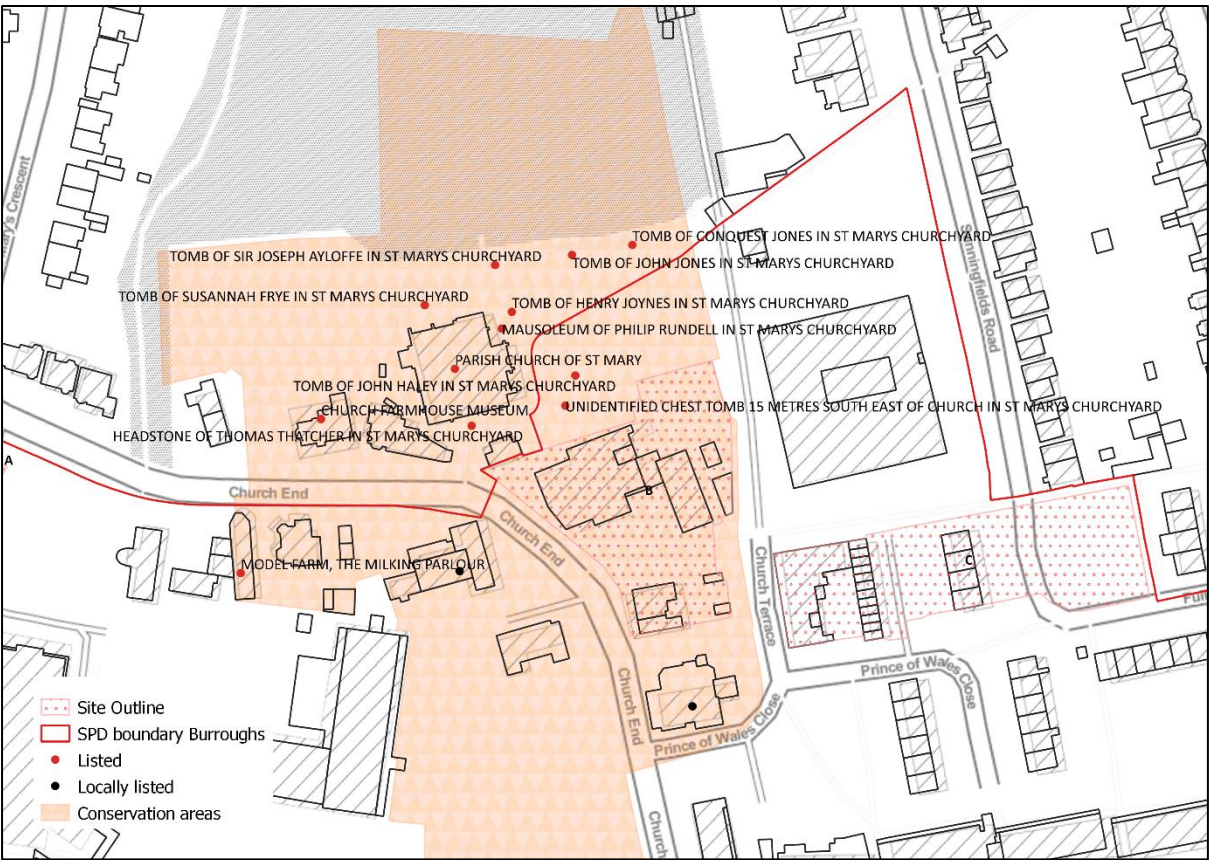 TOMB OF CONQUEST JONES IN ST MARYS CHURCHYARD
TOMB OF SIR JOSEPH AYLOFFE IN ST MARYS CHURCHYARD
TOMB OF JOHN JONES IN ST MARYS CHURCHYARD
TOMB OF SUSANNAH FRYE IN ST MARYS CHURCHYARD
TOMB OF HENRY JOYNES IN ST MARYS CHURCHYARD
MAUSOLEUM OF PHILIP RUNDELL IN ST MARYS CHURCHYARD
PARISH CHURCH OF ST MARY
TOMB OF JOHN HALEY IN ST MARYS CHURCHYARD
CHURCH FARMHOUSE MUSEUM
UNIDENTIFIED CHEST TOMB 15 METRES SOUTH EAST OF CHURCH IN ST MARYS CHURCHYARD
HEADSTONE OF THOMAS THATCHER IN ST MARYS CHURCHYARD
A
B
C
Church End
Church End
MODEL FARM, THE MILKING PARLOUR
Church Terrace
Prince of Wales Close
Church End
Prince of Wales Close
Church
Mary's Crescent
Sunningfields Road
Full
Site Outline
SPD boundary Burroughs
Listed
Locally listed
Conservation areas